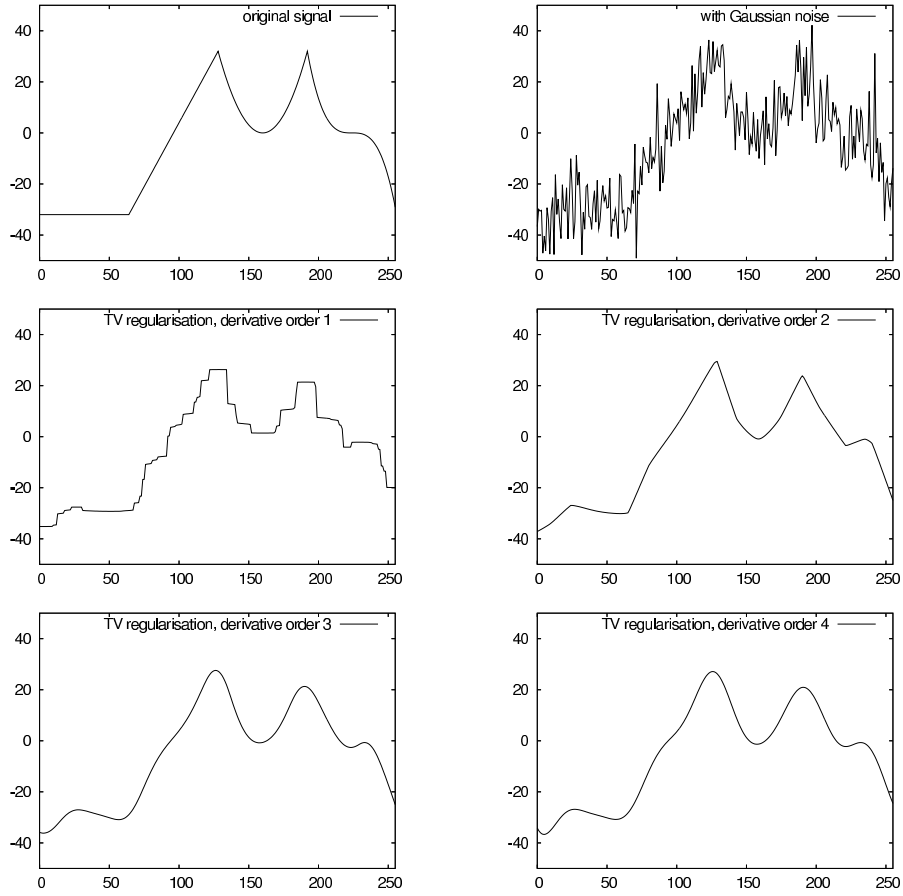 original signal
40
20
0
-20
-40
0 50 100 150 200 250
with Gaussian noise
40
20
0
-20
-40
0 50 100 150 200 250
TV regularisation, derivative order 1
40
20
0
-20
-40
0 50 100 150 200 250
TV regularisation, derivative order 2
40
20
0
-20
-40
0 50 100 150 200 250
TV regularisation, derivative order 3
40
20
0
-20
-40
0 50 100 150 200 250
TV regularisation, derivative order 4
40
20
0
-20
-40
0 50 100 150 200 250